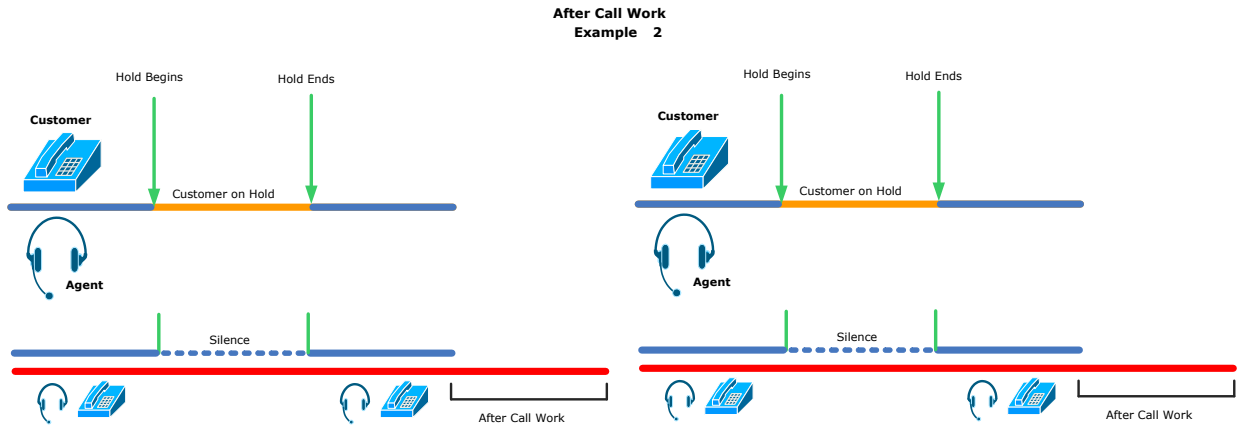 After Call Work
Example 2
Hold Begins
Hold Ends
Customer
Customer on Hold
Agent
Silence
After Call Work
Hold Begins
Hold Ends
Customer
Customer on Hold
Agent
Silence
After Call Work